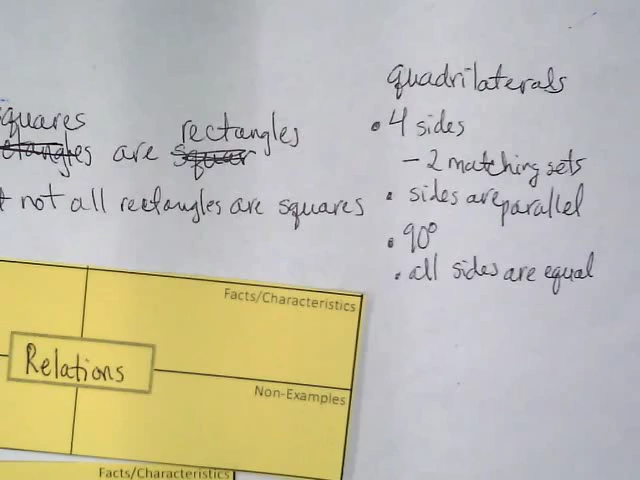 squares
rectangles
are
not all rectangles are squares
quadrilaterals
• 4 sides
- 2 matching sets
• sides are parallel
• 90°
• all sides are equal
Facts/Characteristics
Relations
Non-Examples
Facts/Characteristics